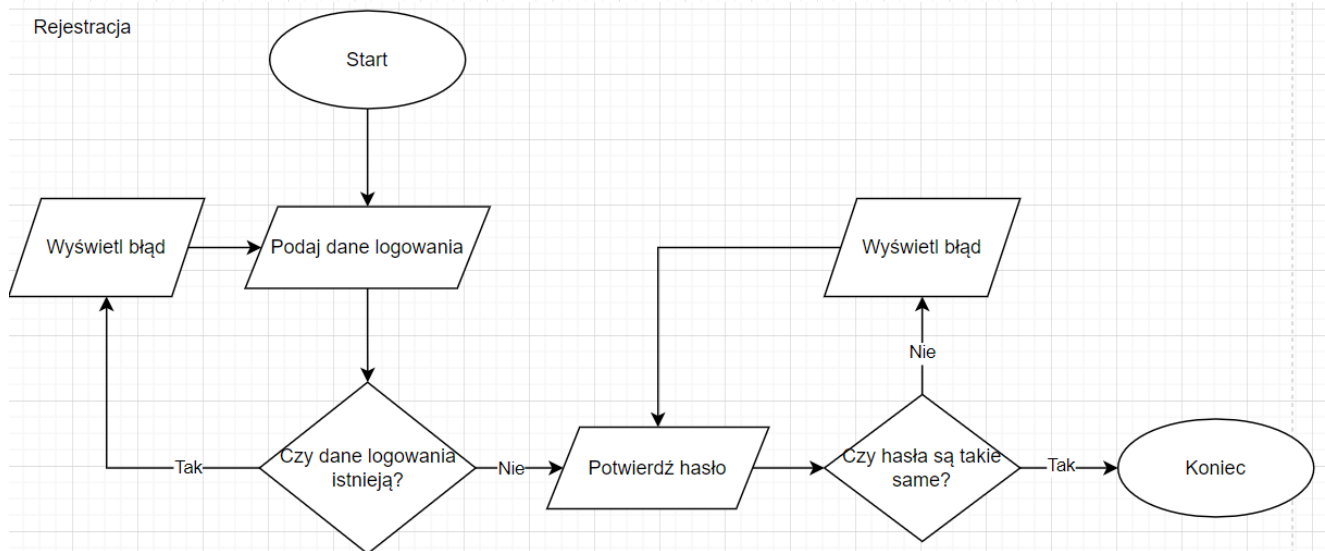 Rejestracja
Start
Wyświetl błąd
Podaj dane logowania
Wyświetl błąd
Nie
Czy dane logowania
istnieją?
Tak
Nie
Potwierdź hasło
Czy hasła są takie
same?
Tak
Koniec